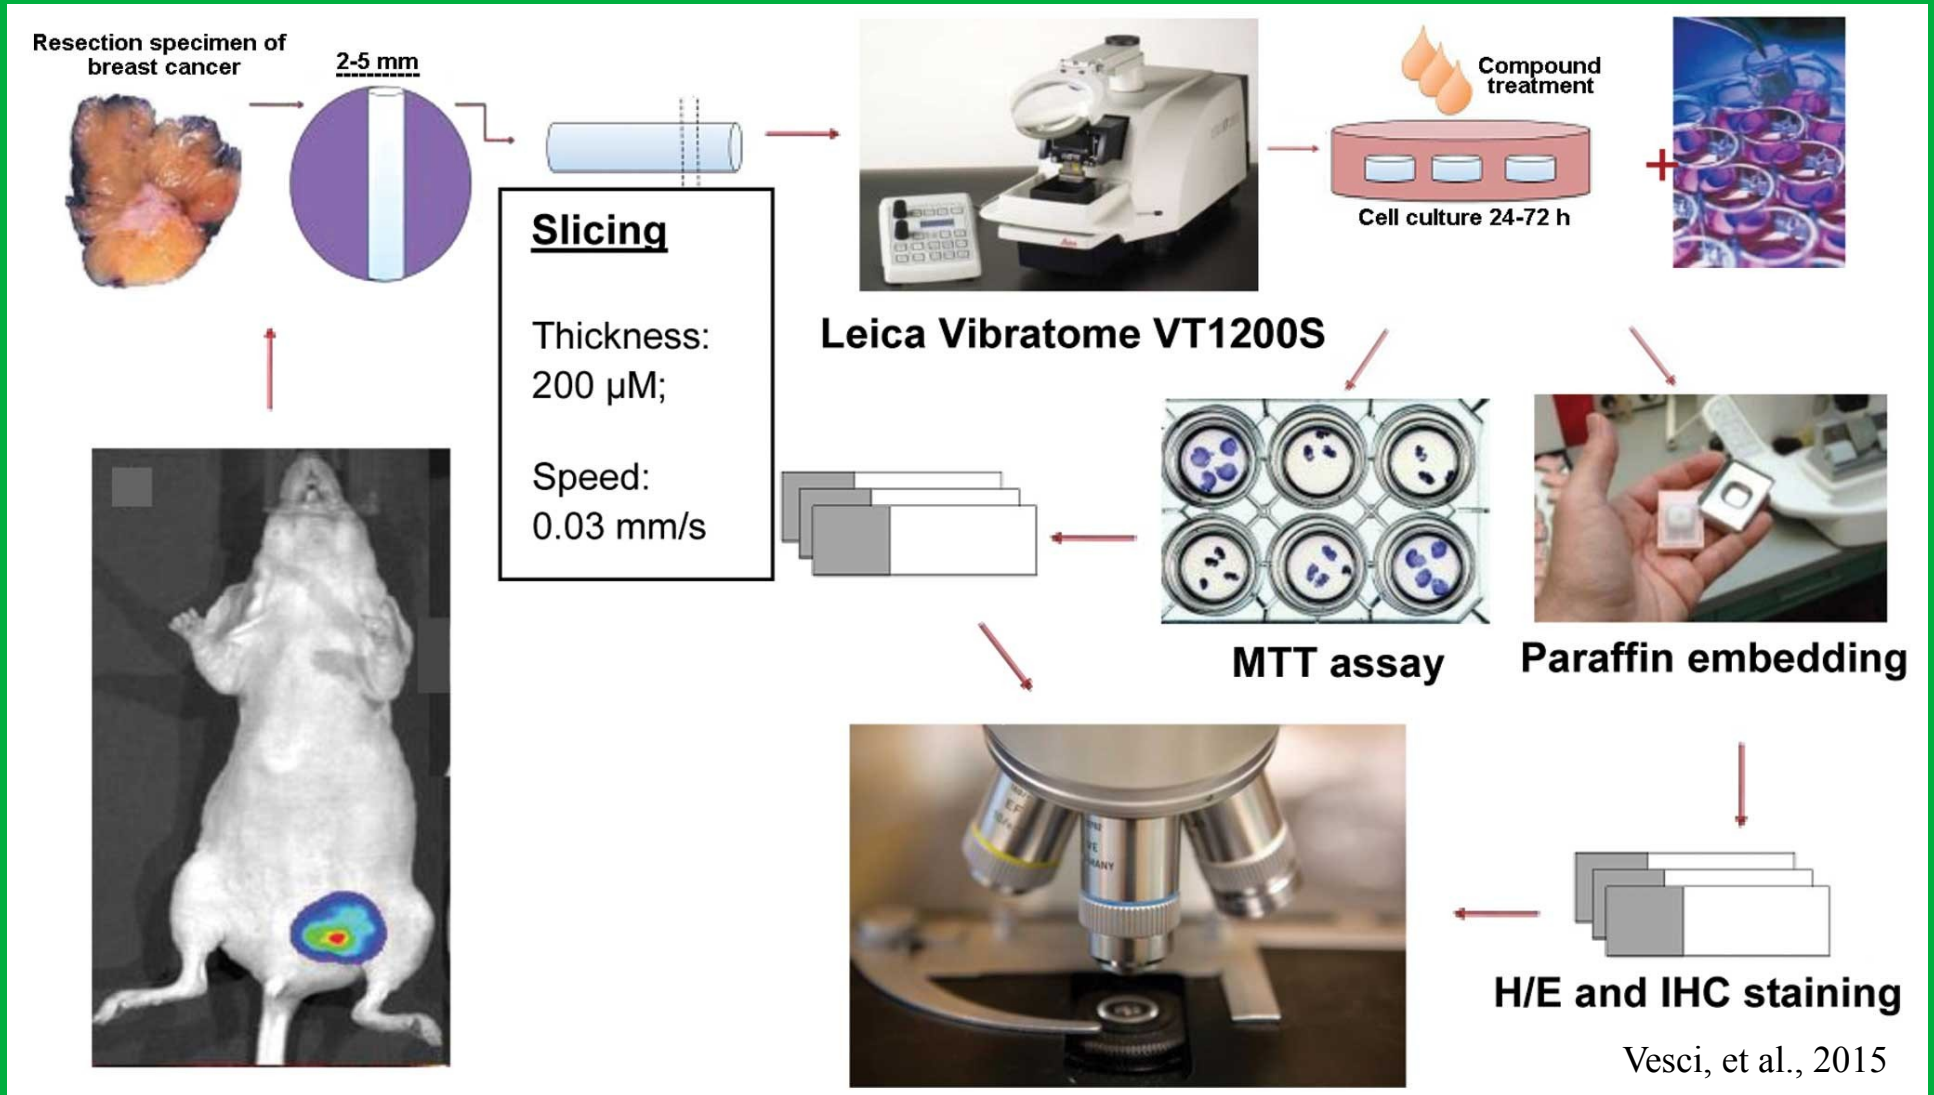 Resection specimen of
breast cancer
2-5 mm
Compound
treatment
Cell culture 24-72 h
+
Slicing
Thickness:
200 µM;
Speed:
0.03 mm/s
Leica Vibratome VT1200S
MTT assay
Paraffin embedding
H/E and IHC staining
Vesci, et al., 2015